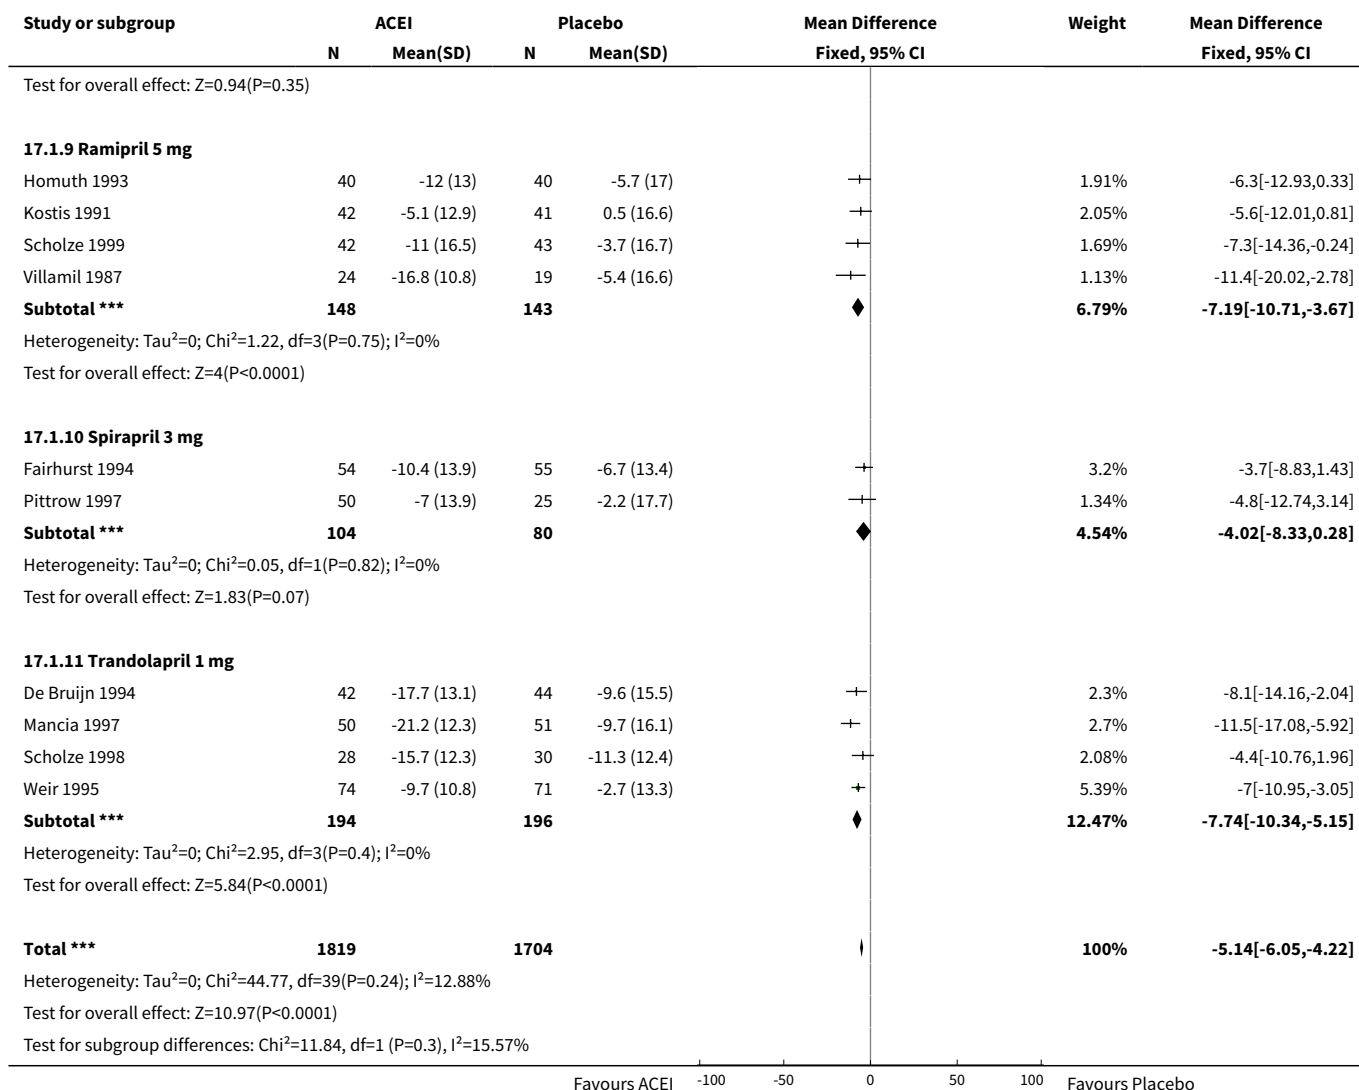 Study or subgroup ACEI Placebo Mean Difference Weight Mean Difference
N Mean(SD) N Mean(SD) Fixed, 95% CI Fixed, 95% CI
Test for overall effect: Z=0.94(P=0.35)
17.1.9 Ramipril 5 mg
Homuth 1993 40 -12 (13) 40 -5.7 (17) 1.91% -6.3[-12.93,0.33]
Kostis 1991 42 -5.1 (12.9) 41 0.5 (16.6) 2.05% -5.6[-12.01,0.81]
Scholze 1999 42 -11 (16.5) 43 -3.7 (16.7) 1.69% -7.3[-14.36,-0.24]
Villamil 1987 24 -16.8 (10.8) 19 -5.4 (16.6) 1.13% -11.4[-20.02,-2.78]
Subtotal *** 148 143 6.79% -7.19[-10.71,-3.67]
Heterogeneity: Tau²=0; Chi²=1.22, df=3(P=0.75); I²=0%
Test for overall effect: Z=4(P<0.0001)
17.1.10 Spirapril 3 mg
Fairhurst 1994 54 -10.4 (13.9) 55 -6.7 (13.4) 3.2% -3.7[-8.83,1.43]
Pittrow 1997 50 -7 (13.9) 25 -2.2 (17.7) 1.34% -4.8[-12.74,3.14]
Subtotal *** 104 80 4.54% -4.02[-8.33,0.28]
Heterogeneity: Tau²=0; Chi²=0.05, df=1(P=0.82); I²=0%
Test for overall effect: Z=1.83(P=0.07)
17.1.11 Trandolapril 1 mg
De Bruijn 1994 42 -17.7 (13.1) 44 -9.6 (15.5) 2.3% -8.1[-14.16,-2.04]
Mancia 1997 50 -21.2 (12.3) 51 -9.7 (16.1) 2.7% -11.5[-17.08,-5.92]
Scholze 1998 28 -15.7 (12.3) 30 -11.3 (12.4) 2.08% -4.4[-10.76,1.96]
Weir 1995 74 -9.7 (10.8) 71 -2.7 (13.3) 5.39% -7[-10.95,-3.05]
Subtotal *** 194 196 12.47% -7.74[-10.34,-5.15]
Heterogeneity: Tau²=0; Chi²=2.95, df=3(P=0.4); I²=0%
Test for overall effect: Z=5.84(P<0.0001)
Total *** 1819 1704 100% -5.14[-6.05,-4.22]
Heterogeneity: Tau²=0; Chi²=44.77, df=39(P=0.24); I²=12.88%
Test for overall effect: Z=10.97(P<0.0001)
Test for subgroup differences: Chi²=11.84, df=1 (P=0.3), I²=15.57%
Favours ACEI -100 -50 0 50 100 Favours Placebo